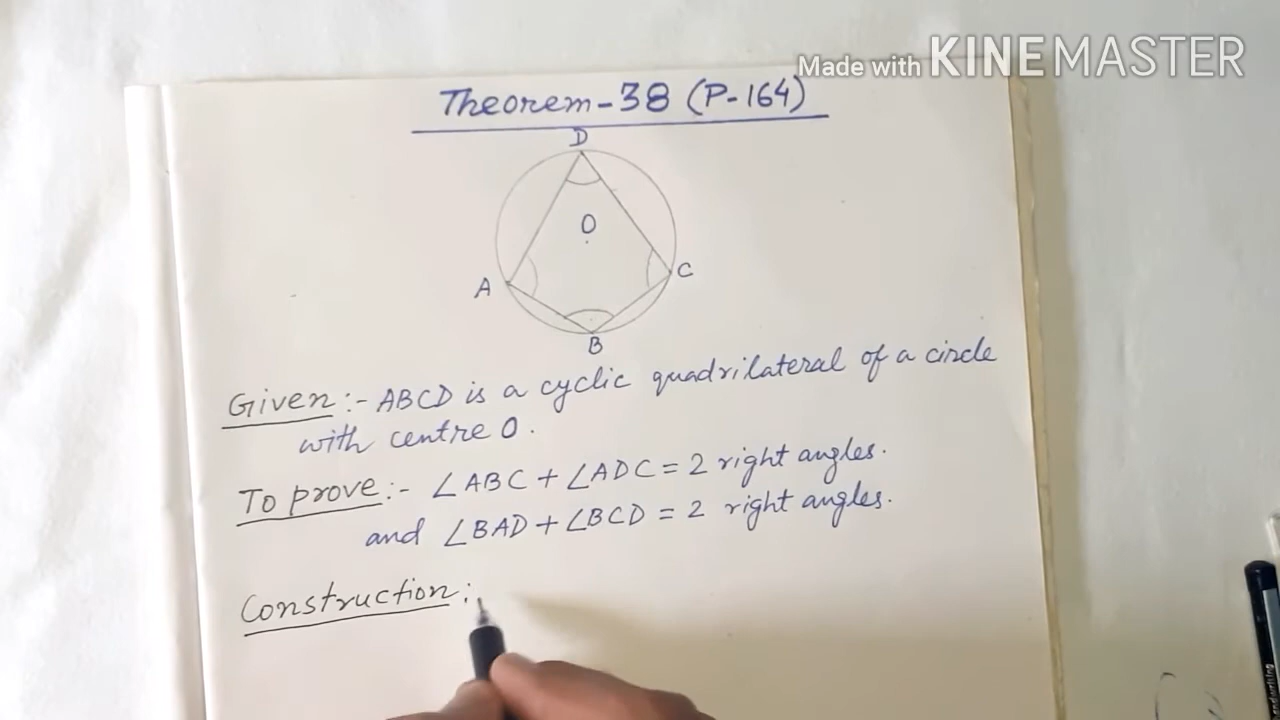 Made with KINEMASTER
Theorem-38 (P-164)
D
O
A
C
B
Given:- ABCD is a cyclic quadrilateral of a circle
with centre O.
To prove:- ∠ABC + ∠ADC = 2 right angles.
and ∠BAD + ∠BCD = 2 right angles.
Construction: